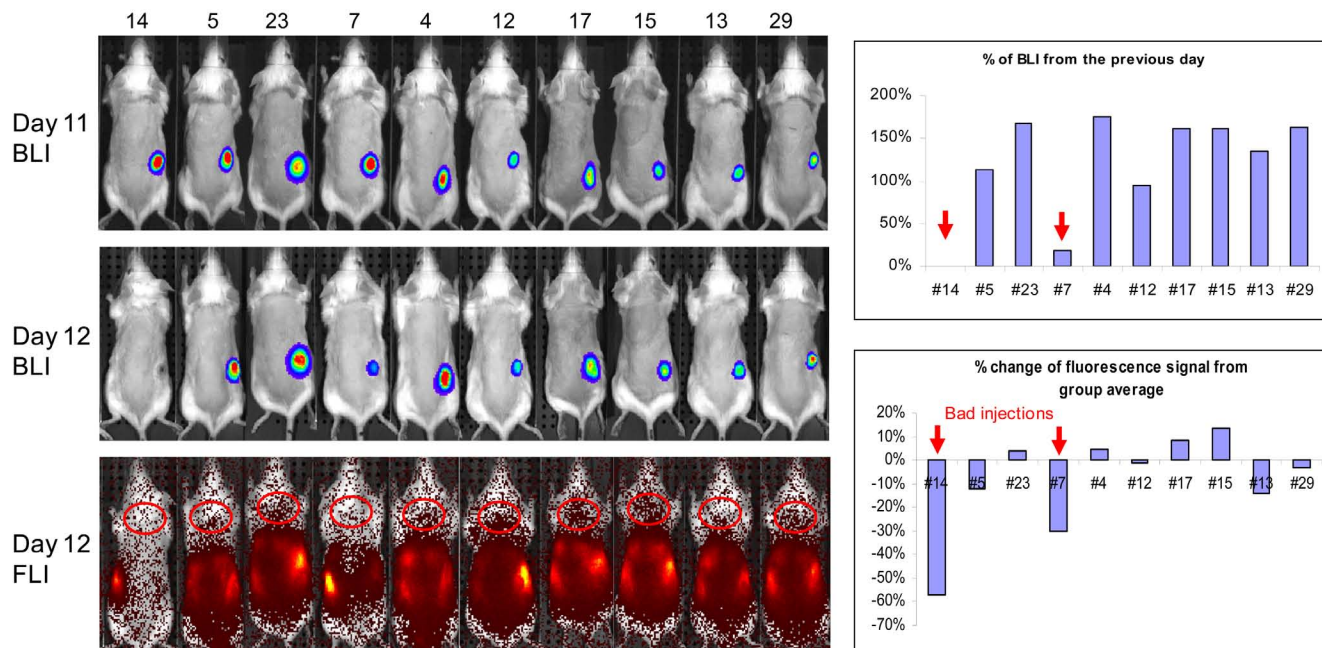 14 5 23 7 4 12 17 15 13 29
Day 11
BLI
Day 12
BLI
Day 12
FLI
% of BLI from the previous day
200%
150%
100%
50%
0%
#14 #5 #23 #7 #4 #12 #17 #15 #13 #29
% change of fluorescence signal from
group average
20%
Bad injections
10%
0%
#14 #5 #23 #7 #4 #12 #17 #15 #13 #29
-10%
-20%
-30%
-40%
-50%
-60%
-70%